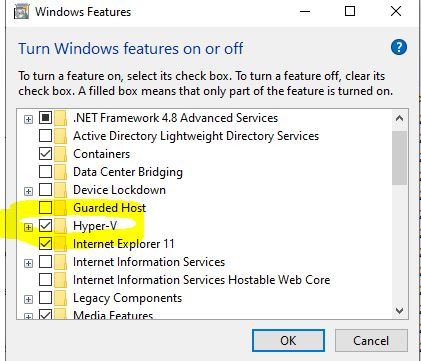 Windows Features
Turn Windows features on or off
To turn a feature on, select its check box. To turn a feature off, clear its
check box. A filled box means that only part of the feature is turned on.
.NET Framework 4.8 Advanced Services
Active Directory Lightweight Directory Services
Containers
Data Center Bridging
Device Lockdown
Guarded Host
Hyper-V
Internet Explorer 11
Internet Information Services
Internet Information Services Hostable Web Core
Legacy Components
Media Features
OK
Cancel